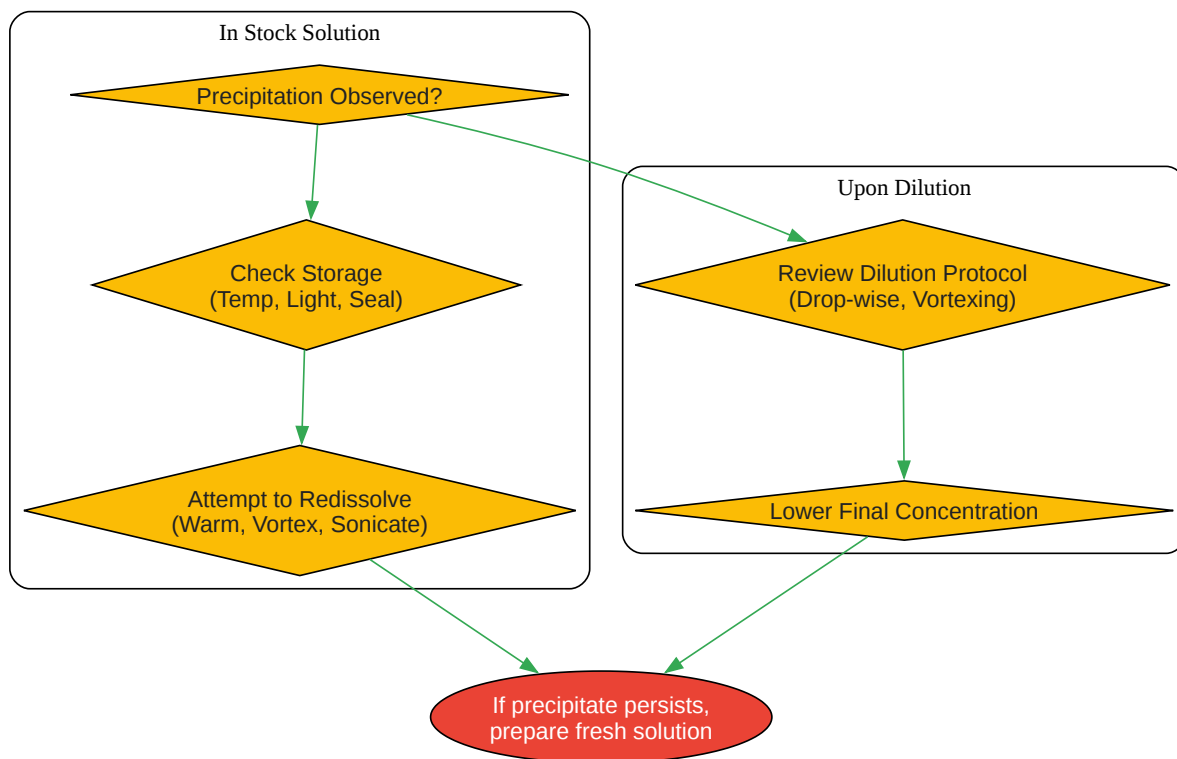 In Stock Solution
Precipitation Observed?
Check Storage
(Temp, Light, Seal)
Attempt to Redissolve
(Warm, Vortex, Sonicate)
Upon Dilution
Review Dilution Protocol
(Drop-wise, Vortexing)
Lower Final Concentration
If precipitate persists,
prepare fresh solution